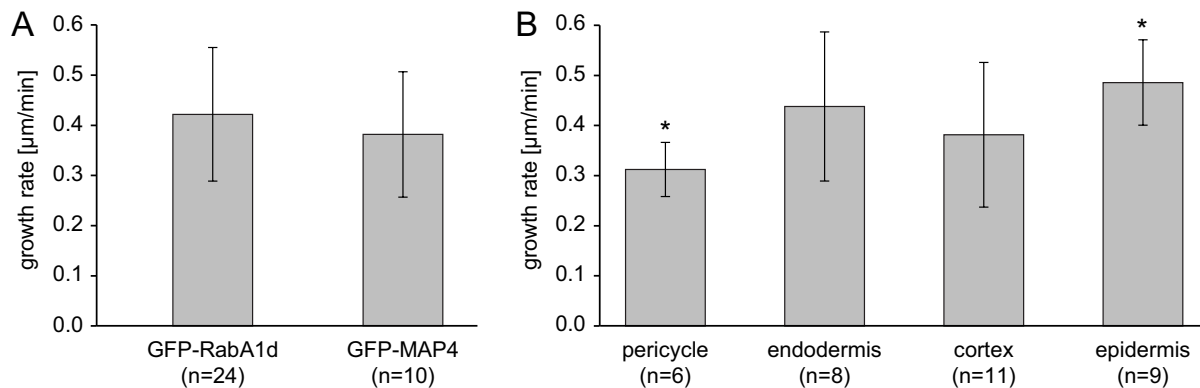 A
growth rate [µm/min]
0.6
0.5
0.4
0.3
0.2
0.1
0.0
GFP-RabA1d
(n=24)
GFP-MAP4
(n=10)
B
growth rate [µm/min]
0.6
0.5
0.4
0.3
0.2
0.1
0.0
*
*
pericycle
(n=6)
endodermis
(n=8)
cortex
(n=11)
epidermis
(n=9)